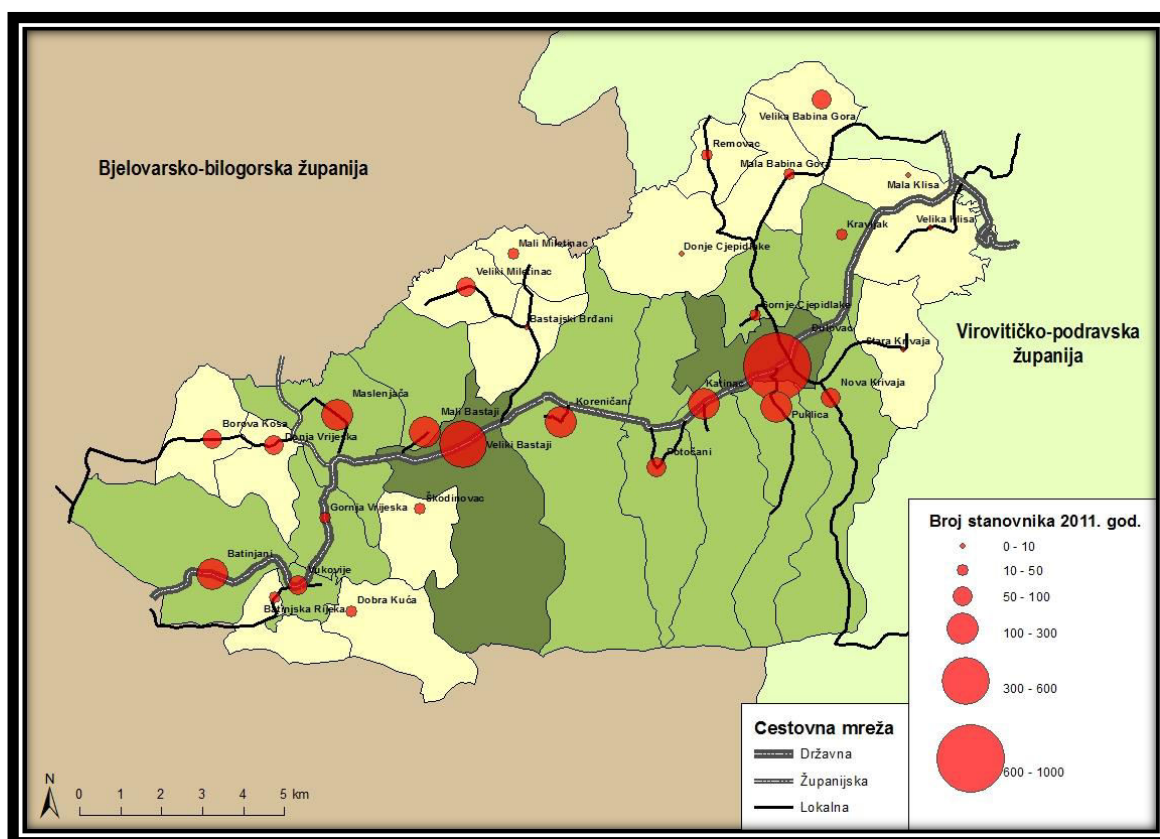 Bjelovarsko-bilogorska županija
Velika Babina Gora
Removac
Mala Babina Gora
Mala Klisa
Velika Klisa
Kravljak
Mali Miletinac
Donje Cjepidlake
Veliki Miletinac
Bastajski Brđani
Gornje Cjepidlake
Đulovac
Stara Krivaja
Virovitičko-podravska
županija
Maslenjača
Mali Bastaji
Koreničani
Katinac
Nova Krivaja
Puklica
Borova Kosa
Donja Vrijeska
Veliki Bastaji
Potočani
Škodinovac
Gornja Vrijeska
Batinjani
Vukovije
Batinjska Rijeka
Dobra Kuća
Broj stanovnika 2011. god.
0 - 10
10 - 50
50 - 100
100 - 300
300 - 600
600 - 1000
Cestovna mreža
Državna
Županijska
Lokalna
N
0 1 2 3 4 5 km